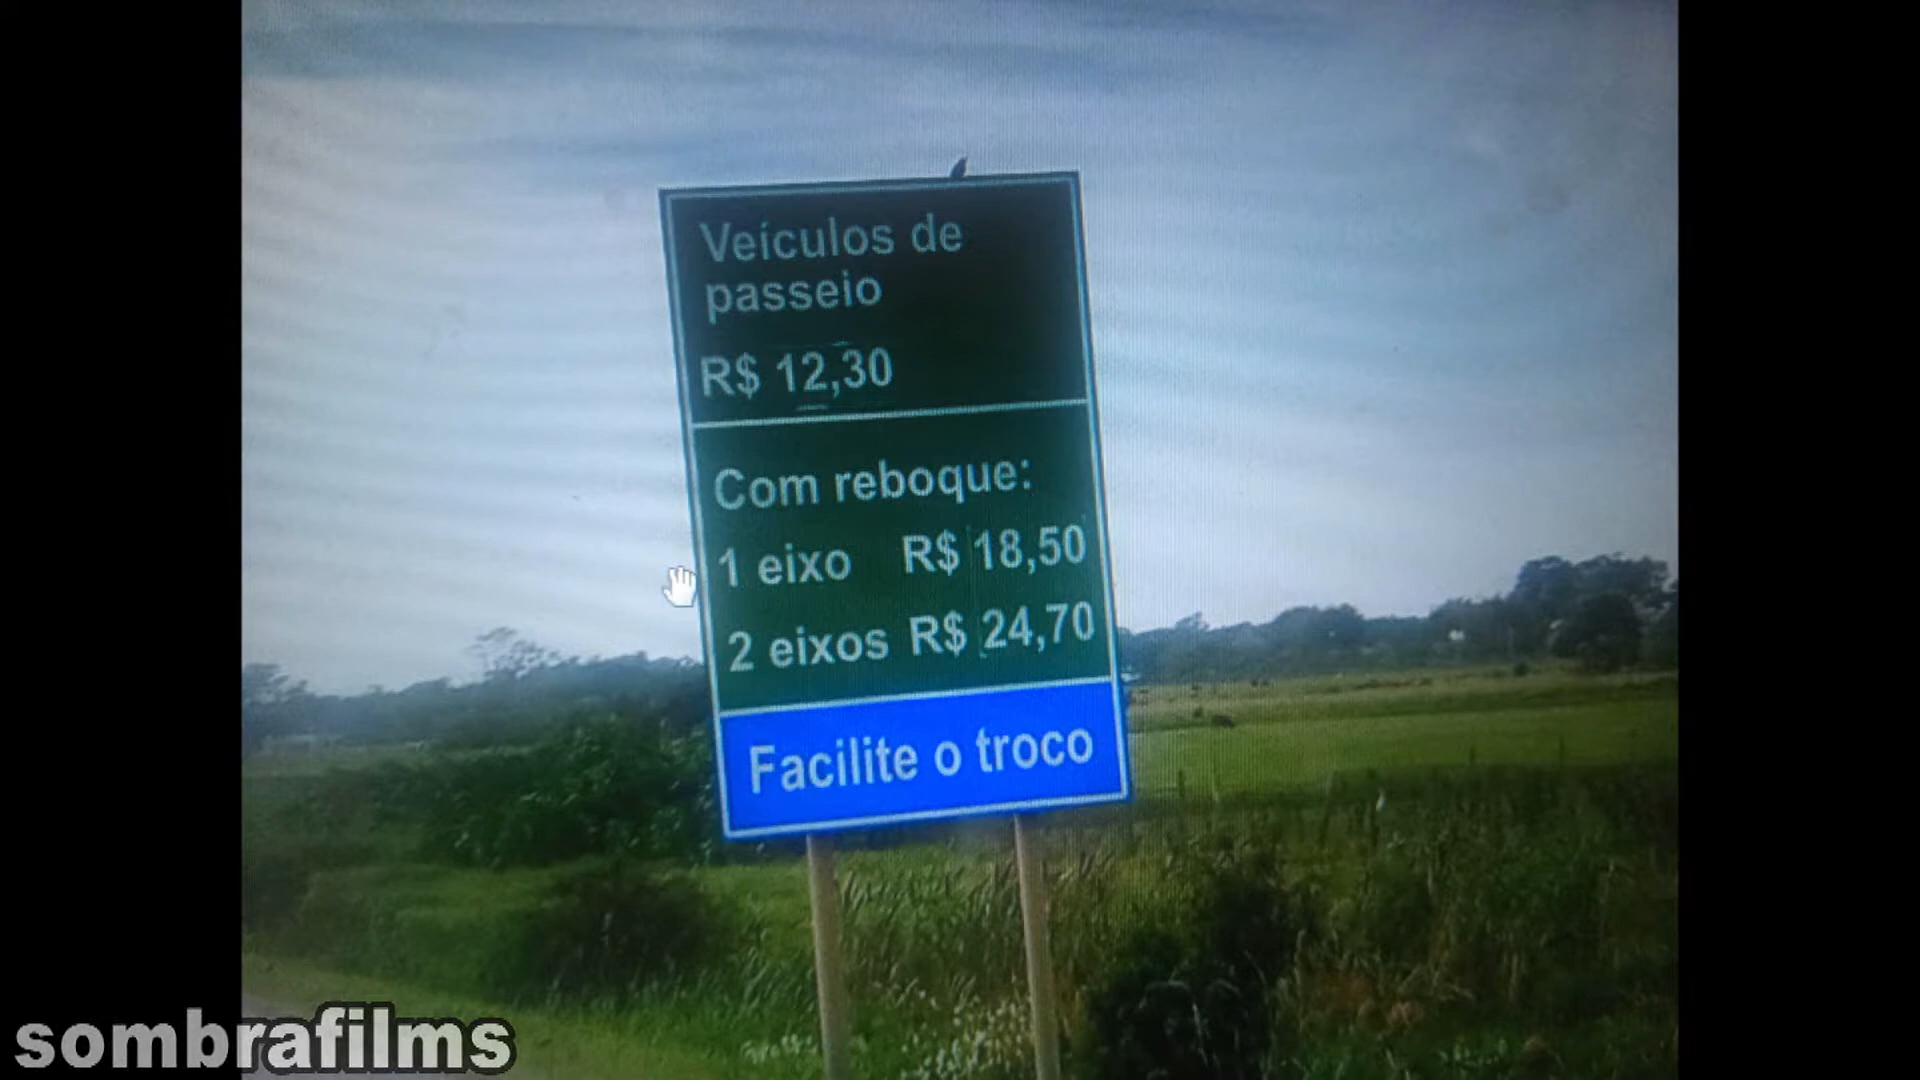 Veículos de
passeio
R$ 12,30
Com reboque:
1 eixo R$ 18,50
2 eixos R$ 24,70
Facilite o troco
sombrafilms